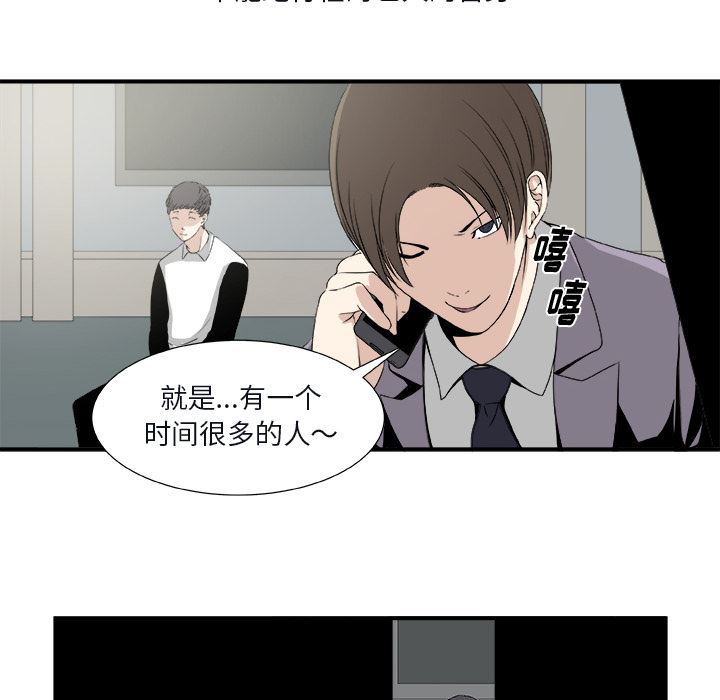 就是…有一个
时间很多的人～
嘻
嘻